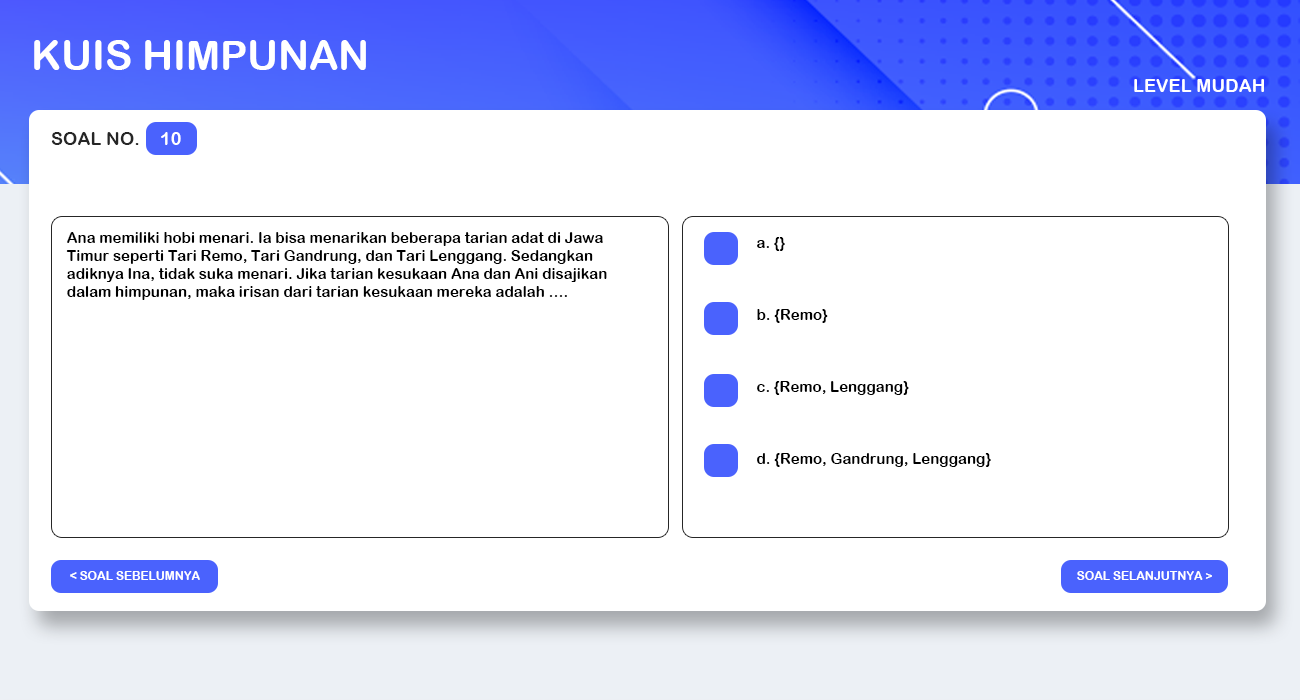 KUIS HIMPUNAN
LEVEL MUDAH
SOAL NO. 10
Ana memiliki hobi menari. Ia bisa menarikan beberapa tarian adat di Jawa
Timur seperti Tari Remo, Tari Gandrung, dan Tari Lenggang. Sedangkan
adiknya Ina, tidak suka menari. Jika tarian kesukaan Ana dan Ani disajikan
dalam himpunan, maka irisan dari tarian kesukaan mereka adalah ....
a. {}
b. {Remo}
c. {Remo, Lenggang}
d. {Remo, Gandrung, Lenggang}
< SOAL SEBELUMNYA
SOAL SELANJUTNYA >